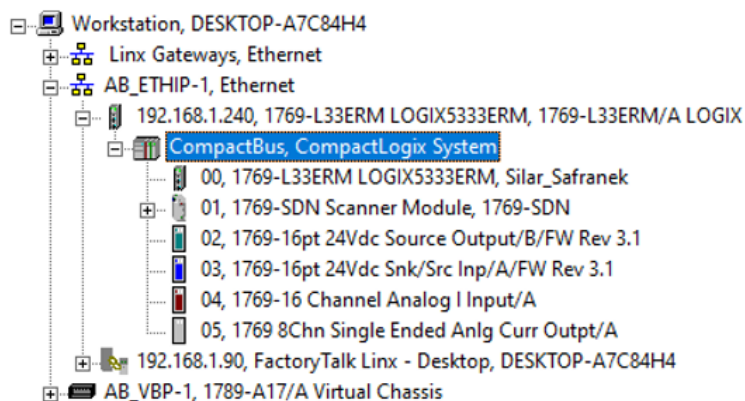 Workstation, DESKTOP-A7C84H4
Linx Gateways, Ethernet
AB_ETHIP-1, Ethernet
192.168.1.240, 1769-L33ERM LOGIX5333ERM, 1769-L33ERM/A LOGIX
CompactBus, CompactLogix System
00, 1769-L33ERM LOGIX5333ERM, Silar_Safranek
01, 1769-SDN Scanner Module, 1769-SDN
02, 1769-16pt 24Vdc Source Output/B/FW Rev 3.1
03, 1769-16pt 24Vdc Snk/Src Inp/A/FW Rev 3.1
04, 1769-16 Channel Analog I Input/A
05, 1769 8Chn Single Ended Anlg Curr Outpt/A
192.168.1.90, FactoryTalk Linx - Desktop, DESKTOP-A7C84H4
AB_VBP-1, 1789-A17/A Virtual Chassis